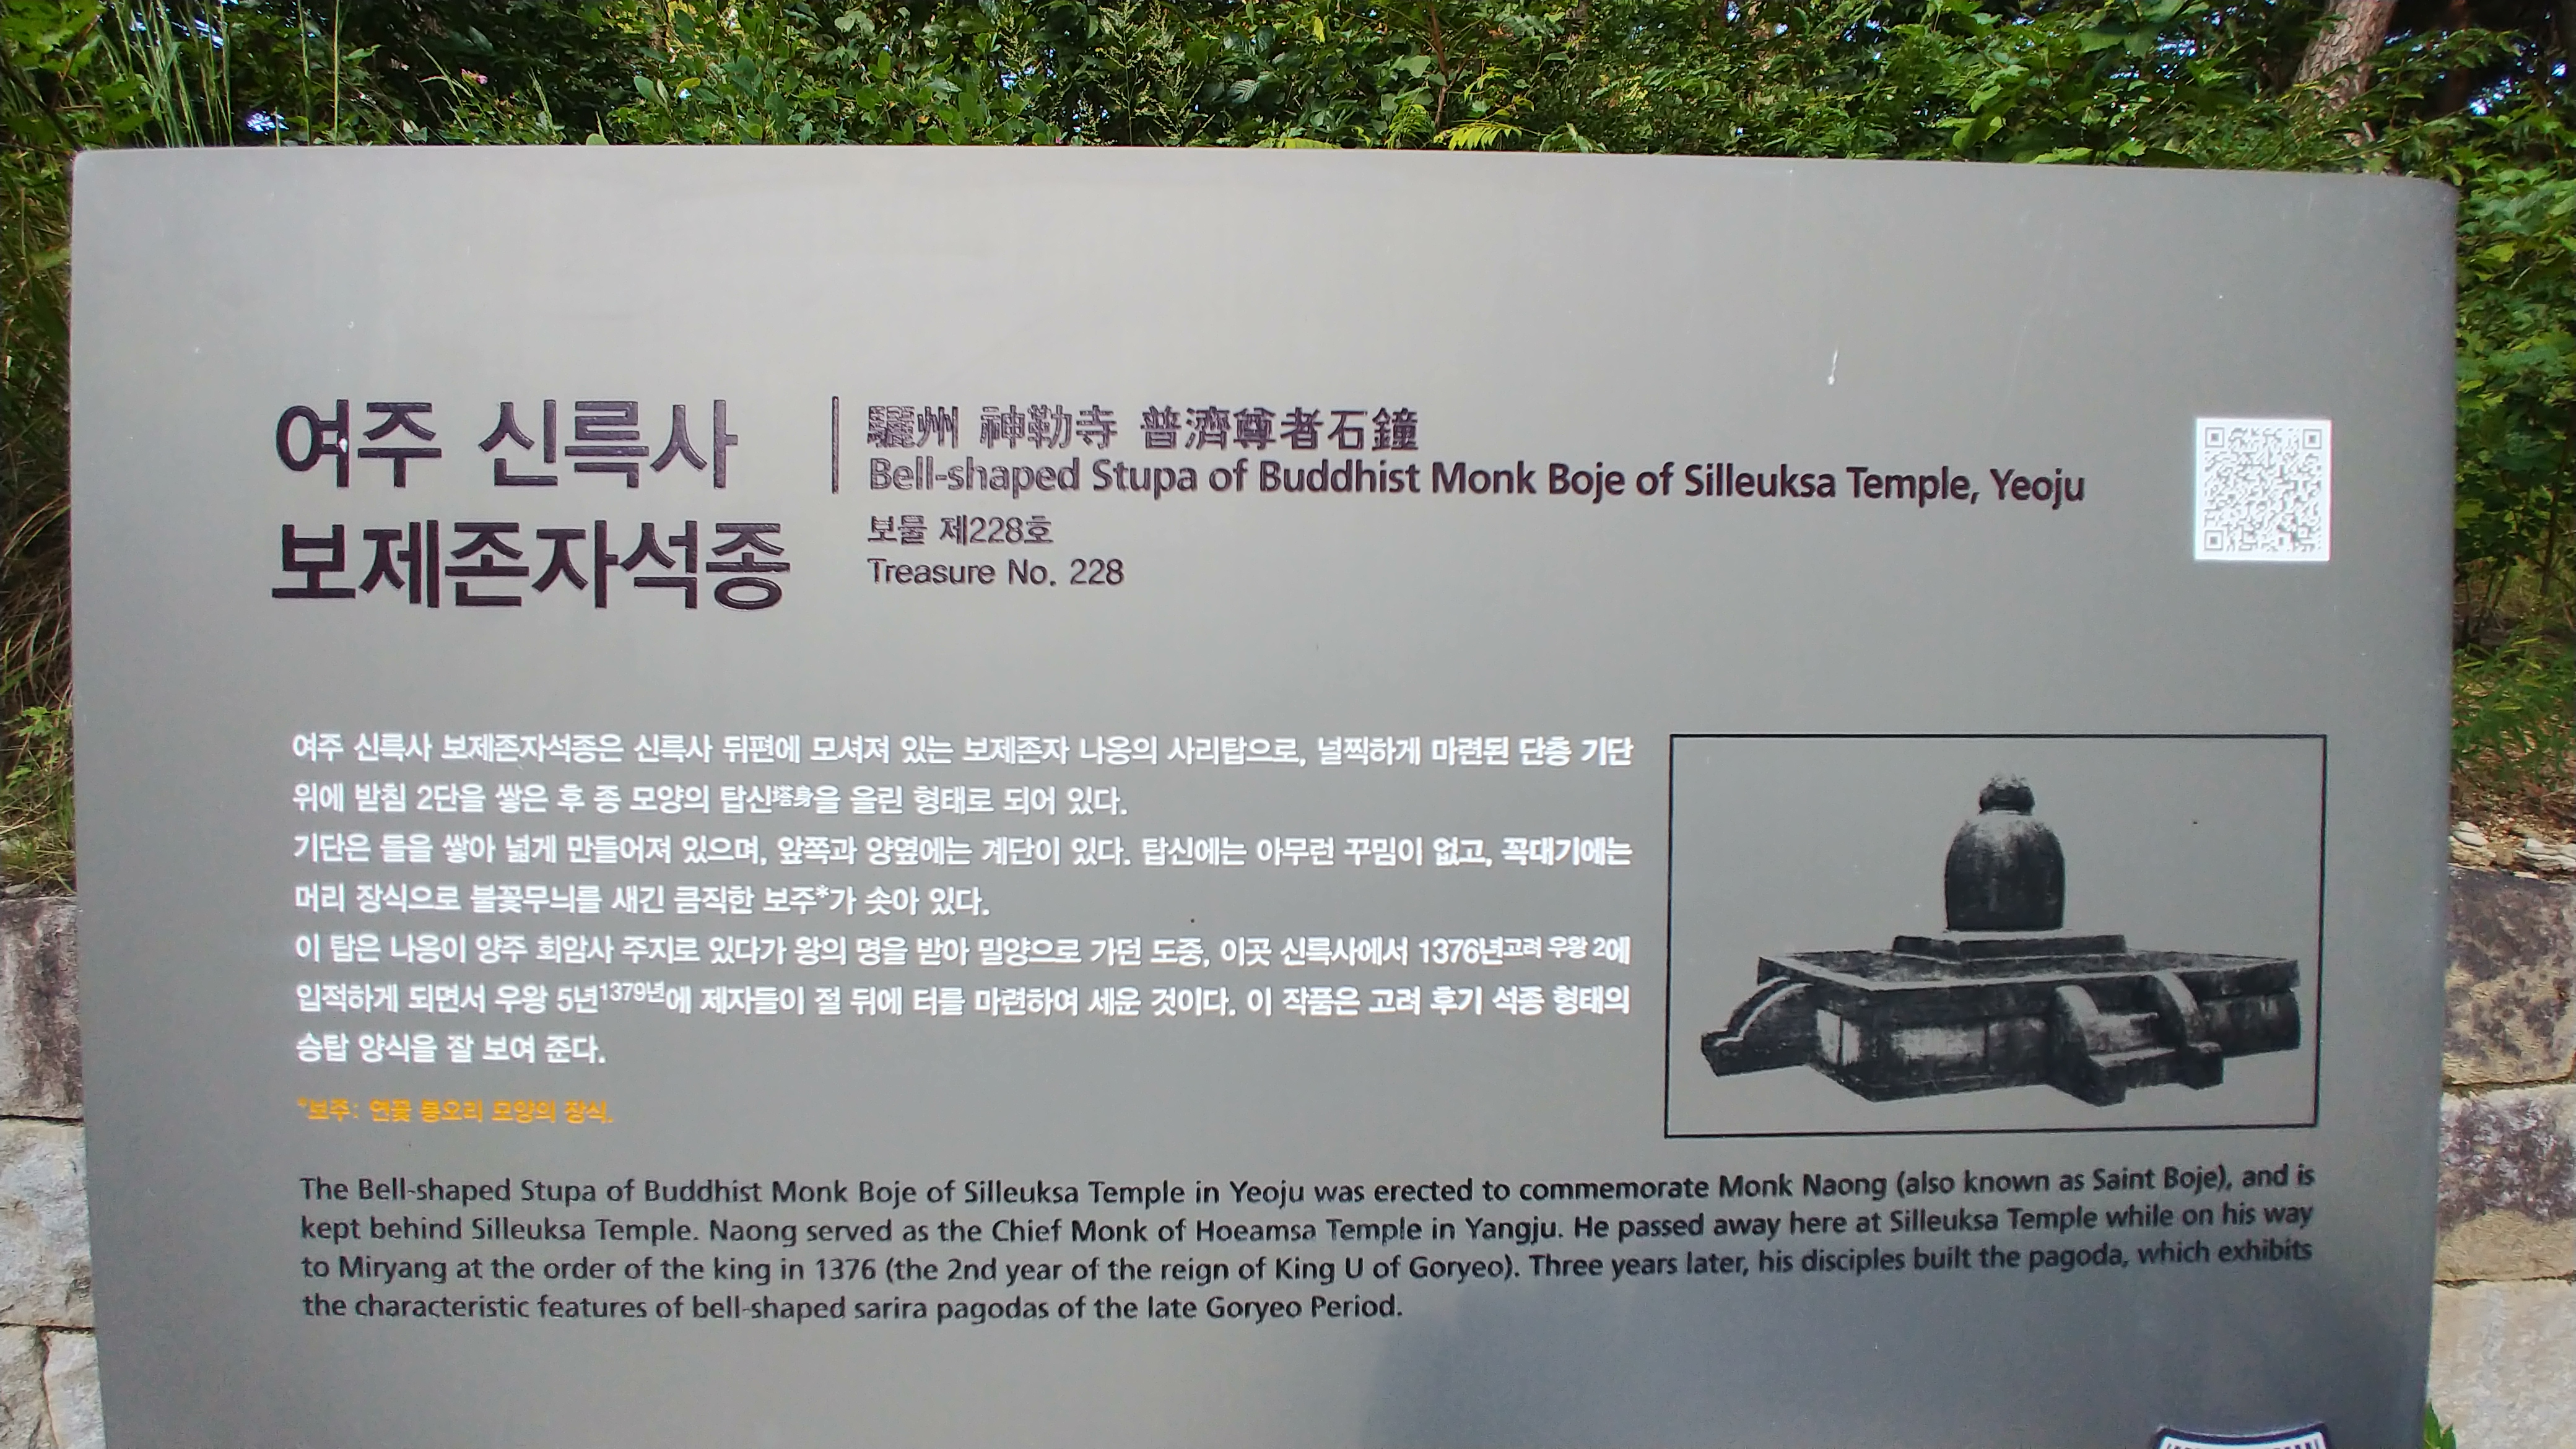 여주 신륵사
보제존자석종
驪州 神勒寺 普濟尊者石鐘
Bell-shaped Stupa of Buddhist Monk Boje of Silleuksa Temple, Yeoju
보물 제228호
Treasure No. 228
여주 신륵사 보제존자석종은 신륵사 뒤편에 모셔져 있는 보제존자 나옹의 사리탑으로, 널찍하게 마련된 단층 기단
위에 받침 2단을 쌓은 후 종 모양의 탑신塔身을 올린 형태로 되어 있다.
기단은 돌을 쌓아 넓게 만들어져 있으며, 앞쪽과 양옆에는 계단이 있다. 탑신에는 아무런 꾸밈이 없고, 꼭대기에는
머리 장식으로 불꽃무늬를 새긴 큼직한 보주*가 솟아 있다.
이 탑은 나옹이 양주 회암사 주지로 있다가 왕의 명을 받아 밀양으로 가던 도중, 이곳 신륵사에서 1376년고려 우왕 2에
입적하게 되면서 우왕 5년1379년에 제자들이 절 뒤에 터를 마련하여 세운 것이다. 이 작품은 고려 후기 석종 형태의
승탑 양식을 잘 보여 준다.
*보주: 연꽃 봉오리 모양의 장식.
The Bell-shaped Stupa of Buddhist Monk Boje of Silleuksa Temple in Yeoju was erected to commemorate Monk Naong (also known as Saint Boje), and is
kept behind Silleuksa Temple. Naong served as the Chief Monk of Hoeamsa Temple in Yangju. He passed away here at Silleuksa Temple while on his way
to Miryang at the order of the king in 1376 (the 2nd year of the reign of King U of Goryeo). Three years later, his disciples built the pagoda, which exhibits
the characteristic features of bell-shaped sarira pagodas of the late Goryeo Period.